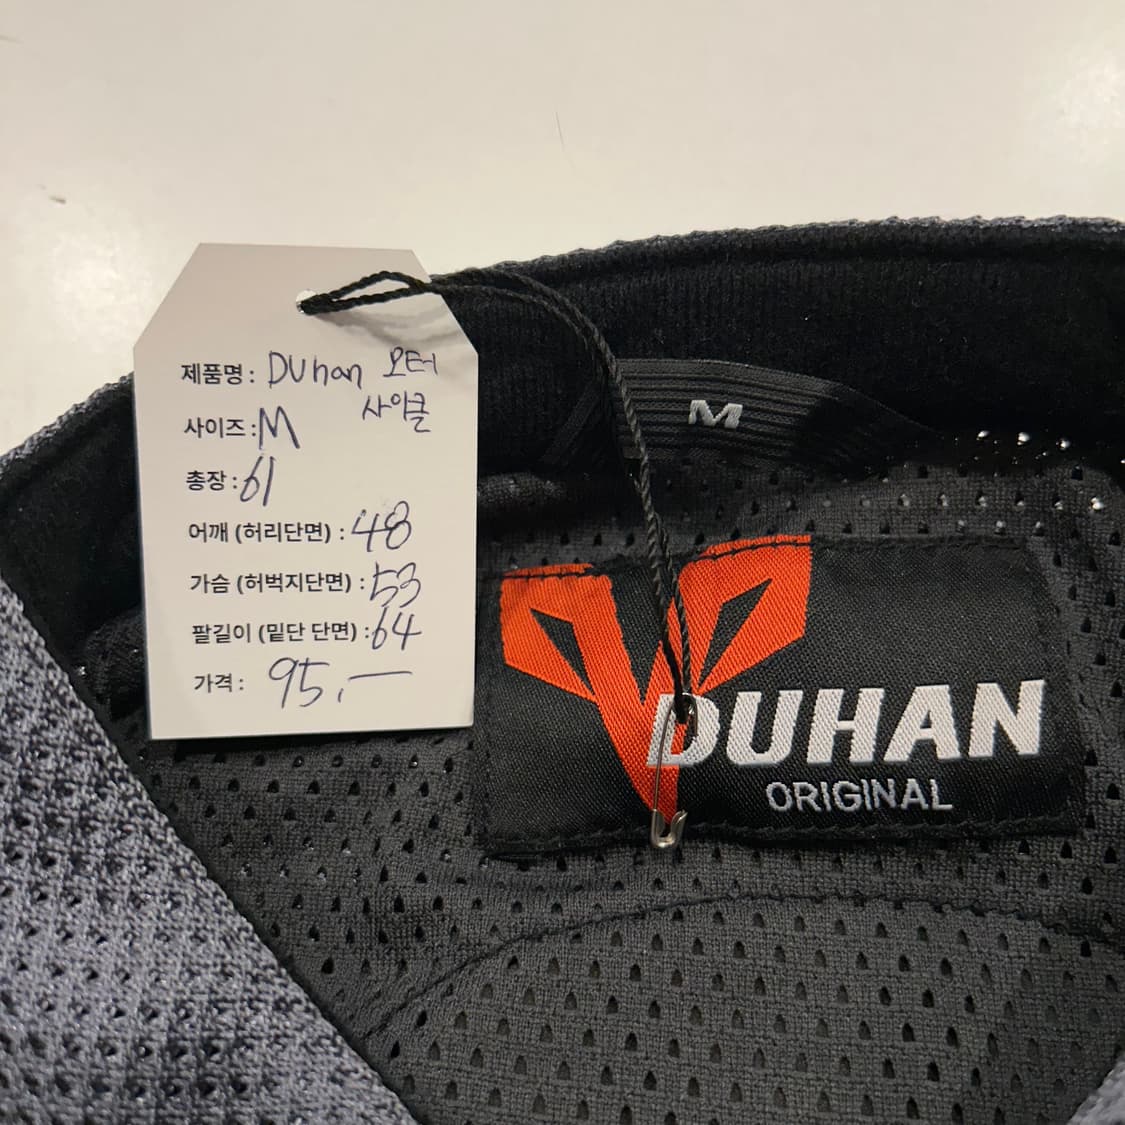 제품명 : Duhan 모터
사이클
사이즈 : M
총장 : 61
어깨 (허리단면) : 48
가슴 (허벅지단면) : 53
팔길이 (밑단 단면) : 64
가격 : 95,—
M
DUHAN
ORIGINAL